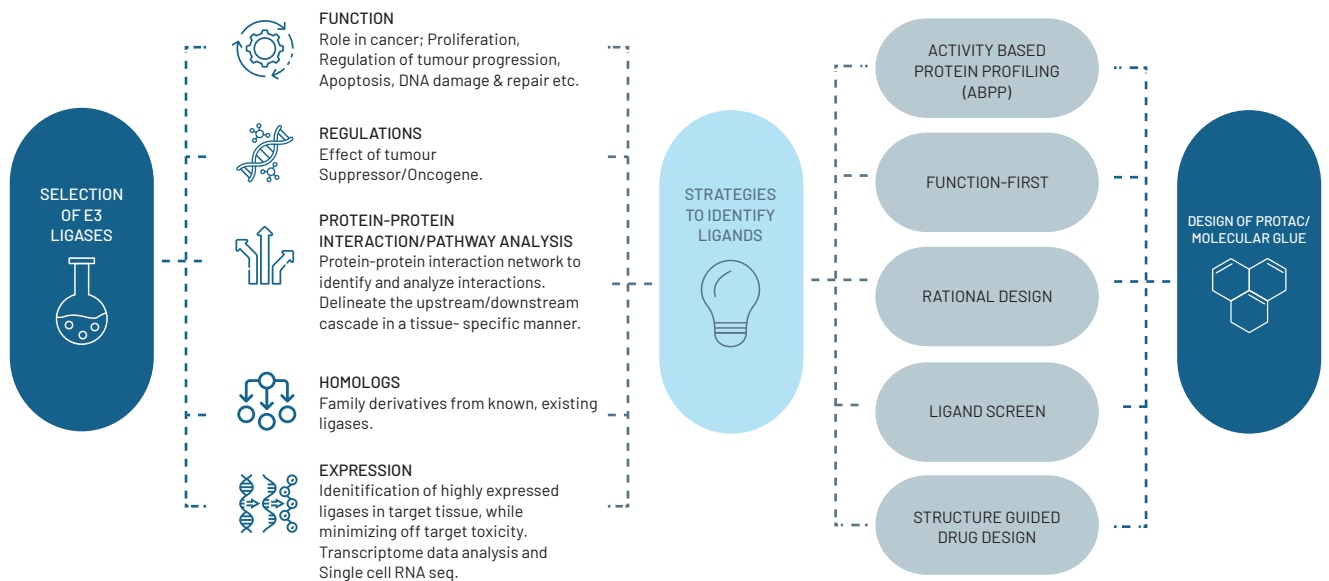 SELECTION
OF E3
LIGASES
FUNCTION
Role in cancer; Proliferation,
Regulation of tumour progression,
Apoptosis, DNA damage & repair etc.
REGULATIONS
Effect of tumour
Suppressor/Oncogene.
PROTEIN-PROTEIN
INTERACTION/PATHWAY ANALYSIS
Protein-protein interaction network to
identify and analyze interactions.
Delineate the upstream/downstream
cascade in a tissue- specific manner.
HOMOLOGS
Family derivatives from known, existing
ligases.
EXPRESSION
Idenitification of highly expressed
ligases in target tissue, while
minimizing off target toxicity.
Transcriptome data analysis and
Single cell RNA seq.
STRATEGIES
TO IDENTIFY
LIGANDS
ACTIVITY BASED
PROTEIN PROFILING
(ABPP)
FUNCTION-FIRST
RATIONAL DESIGN
LIGAND SCREEN
STRUCTURE GUIDED
DRUG DESIGN
DESIGN OF PROTAC/
MOLECULAR GLUE